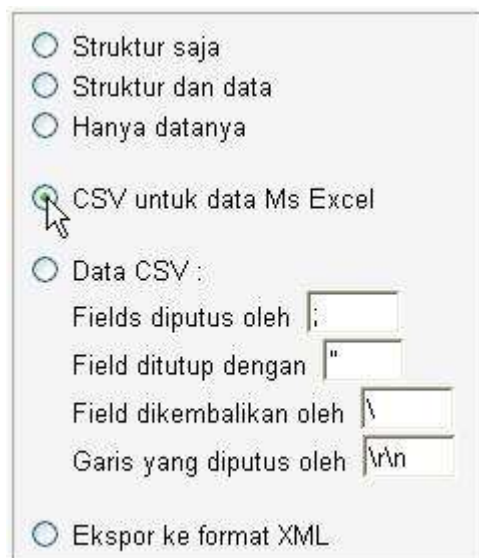 Struktur saja
Struktur dan data
Hanya datanya
CSV untuk data Ms Excel
Data CSV :
Fields diputus oleh ;
Field ditutup dengan "
Field dikembalikan oleh \
Garis yang diputus oleh \r\n
Ekspor ke format XML